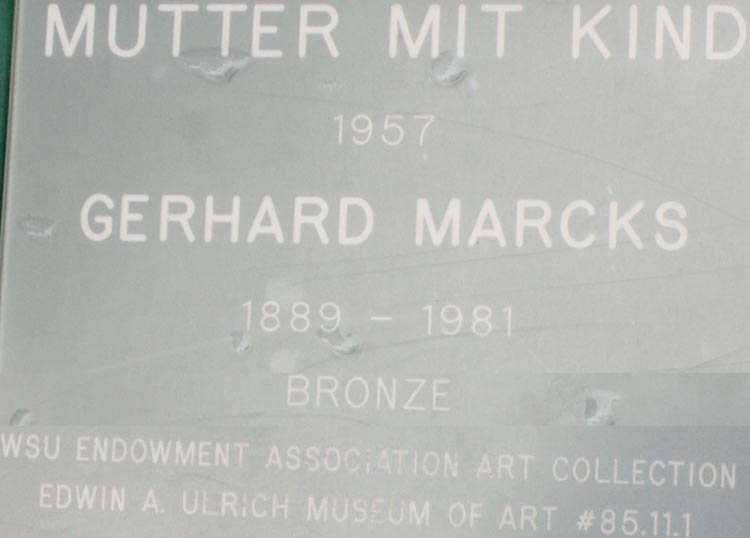 MUTTER MIT KIND
1957
GERHARD MARCKS
1889 - 1981
BRONZE
WSU ENDOWMENT ASSOCIATION ART COLLECTION
EDWIN A. ULRICH MUSEUM OF ART #85.11.1